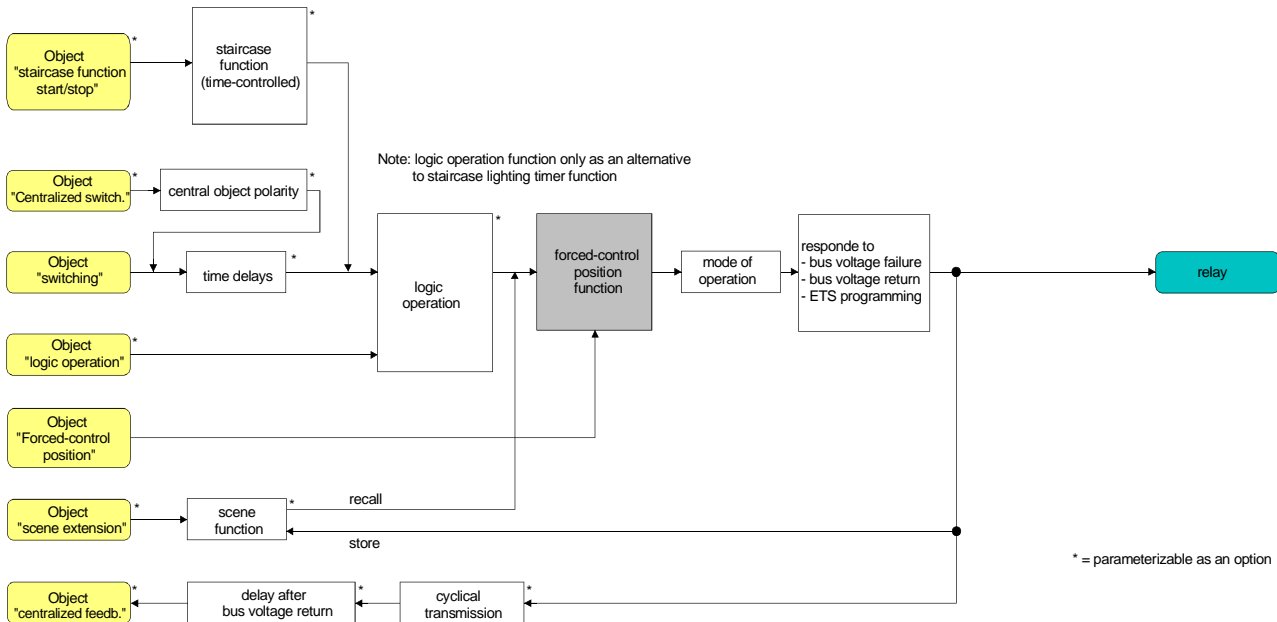 *
Object
"staircase function
start/stop"
*
staircase
function
(time-controlled)
Note: logic operation function only as an alternative
to staircase lighting timer function
*
Object
"Centralized switch."
*
central object polarity
*
Object
"switching"
*
time delays
*
logic
operation
forced-control
position
function
mode of
operation
responde to
- bus voltage failure
- bus voltage return
- ETS programming
relay
*
Object
"logic operation"
Object
"Forced-control
position"
*
Object
"scene extension"
*
scene
function
recall
store
* = parameterizable as an option
*
Object
"centralized feedb."
*
delay after
bus voltage return
*
cyclical
transmission